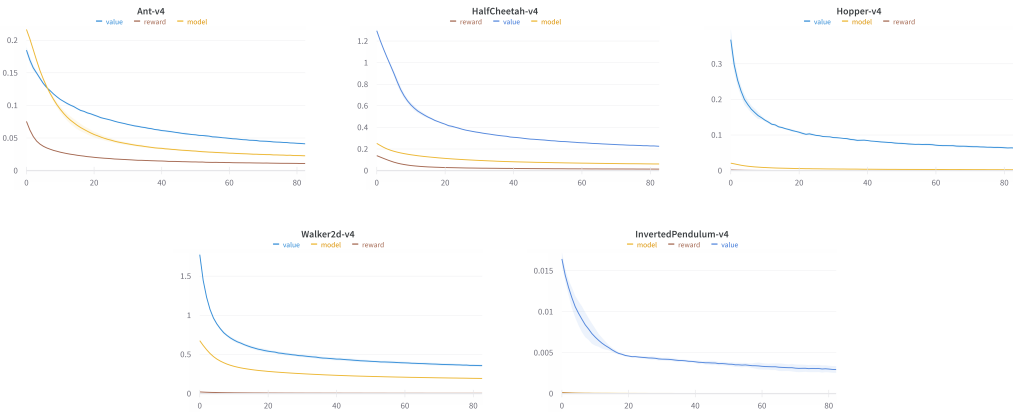 Ant-v4
value reward model
0.2
0.15
0.1
0.05
0
0 20 40 60 80
HalfCheetah-v4
reward value model
1.2
1
0.8
0.6
0.4
0.2
0
0 20 40 60 80
Hopper-v4
value model reward
0.3
0.2
0.1
0
0 20 40 60 80
Walker2d-v4
value model reward
1.5
1
0.5
0
0 20 40 60 80
InvertedPendulum-v4
model reward value
0.015
0.01
0.005
0
0 20 40 60 80